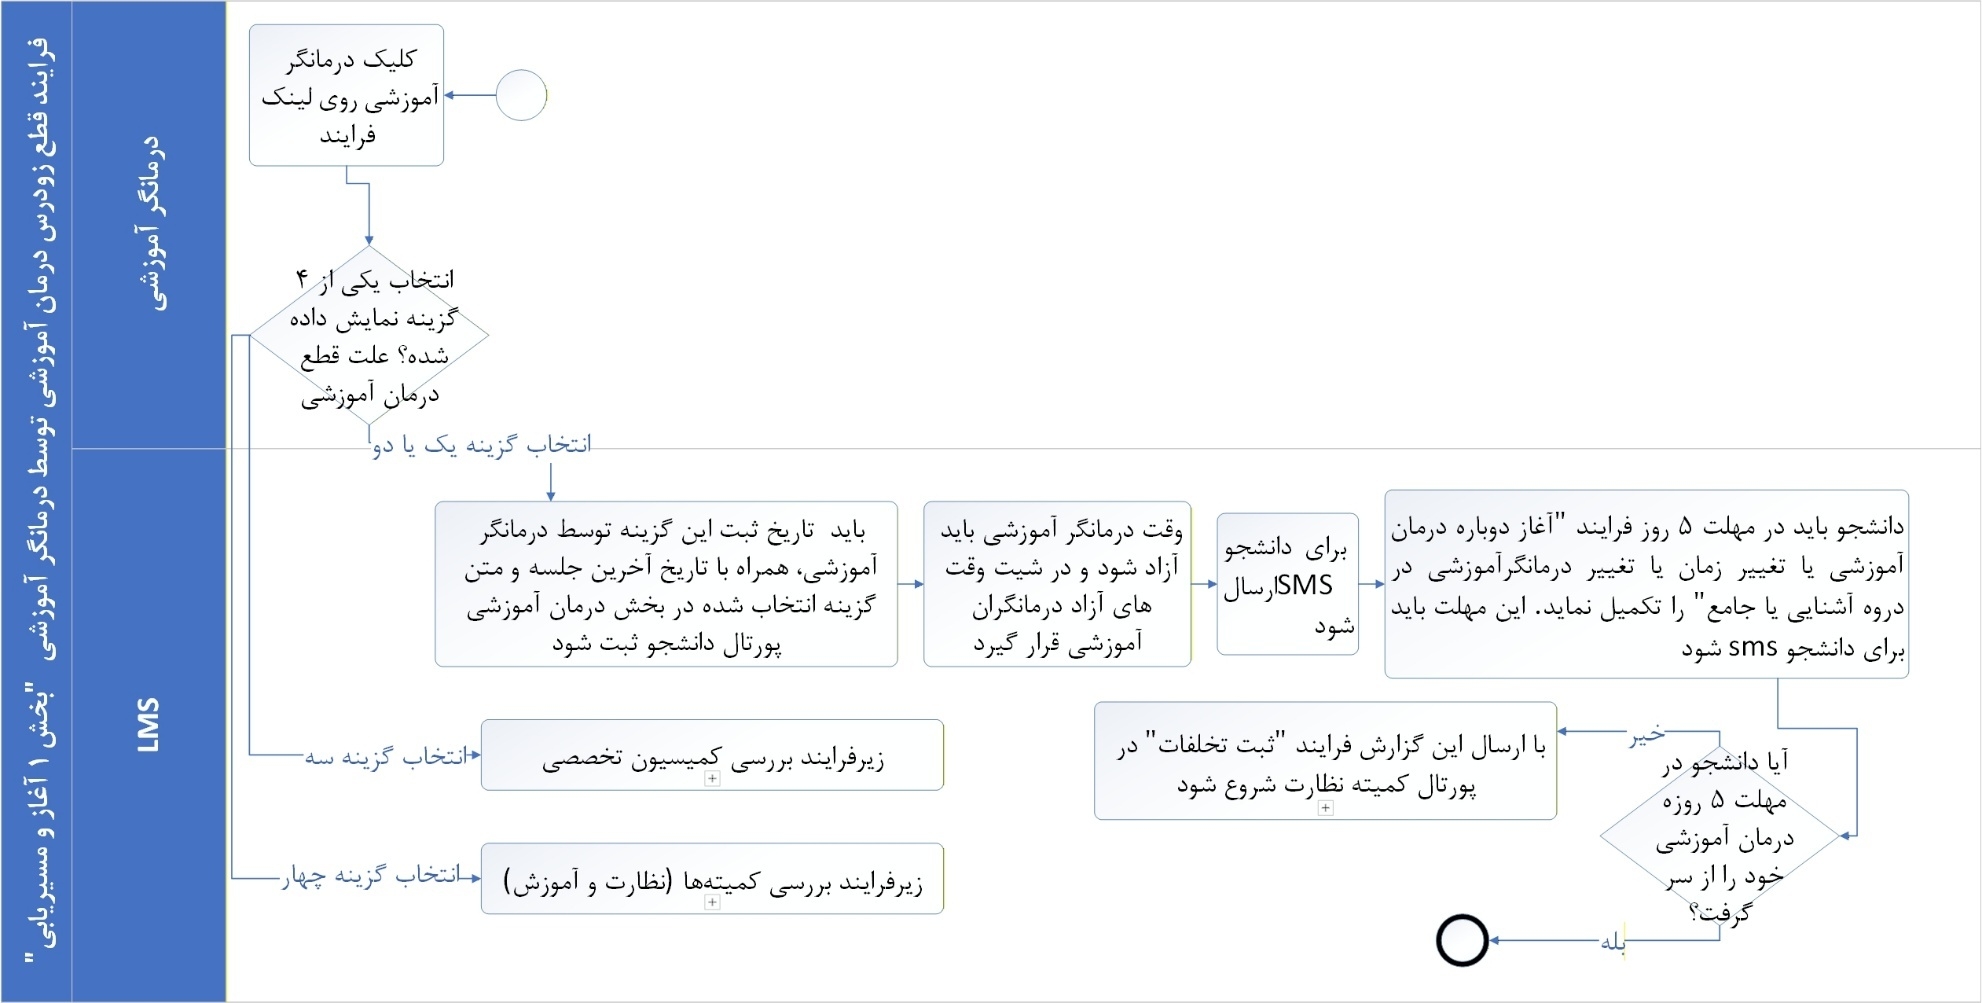 فرایند قطع زودرس درمان آموزشی توسط درمانگر آموزشی "بخش ۱ آغاز و مسیریابی"
درمانگر آموزشی
کلیک درمانگر
آموزشی روی لینک
فرایند
انتخاب یکی از ۴
گزینه نمایش داده
شده؟ علت قطع
درمان آموزشی
انتخاب گزینه یک یا دو
LMS
باید تاریخ ثبت این گزینه توسط درمانگر
آموزشی، همراه با تاریخ آخرین جلسه و متن
گزینه انتخاب شده در بخش درمان آموزشی
پورتال دانشجو ثبت شود
وقت درمانگر آموزشی باید
آزاد شود و در شیت وقت
های آزاد درمانگران
آموزشی قرار گیرد
برای دانشجو
SMSارسال
شود
دانشجو باید در مهلت ۵ روز فرایند "آغاز دوباره درمان
آموزشی یا تغییر زمان یا تغییر درمانگرآموزشی در
دروه آشنایی یا جامع" را تکمیل نماید. این مهلت باید
برای دانشجو sms شود
انتخاب گزینه سه
زیرفرایند بررسی کمیسیون تخصصی
انتخاب گزینه چهار
زیرفرایند بررسی کمیته‌ها (نظارت و آموزش)
با ارسال این گزارش فرایند "ثبت تخلفات" در
پورتال کمیته نظارت شروع شود
خیر
آیا دانشجو در
مهلت ۵ روزه
درمان آموزشی
خود را از سر
گرفت؟
بله